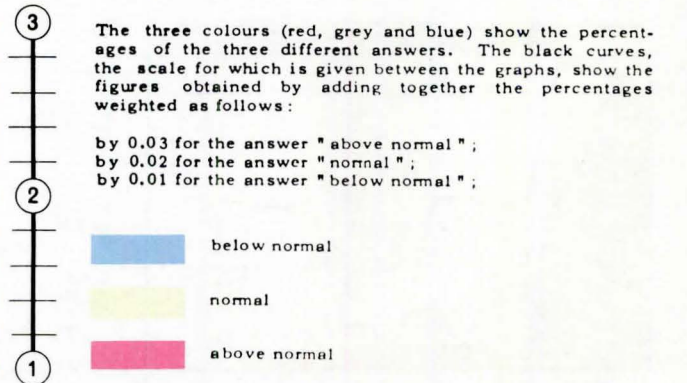 3
The three colours (red, grey and blue) show the percent-
ages of the three different answers. The black curves,
the scale for which is given between the graphs, show the
figures obtained by adding together the percentages
weighted as follows :
by 0.03 for the answer " above normal " ;
by 0.02 for the answer " normal " ;
by 0.01 for the answer " below normal " ;
2
below normal
normal
above normal
1